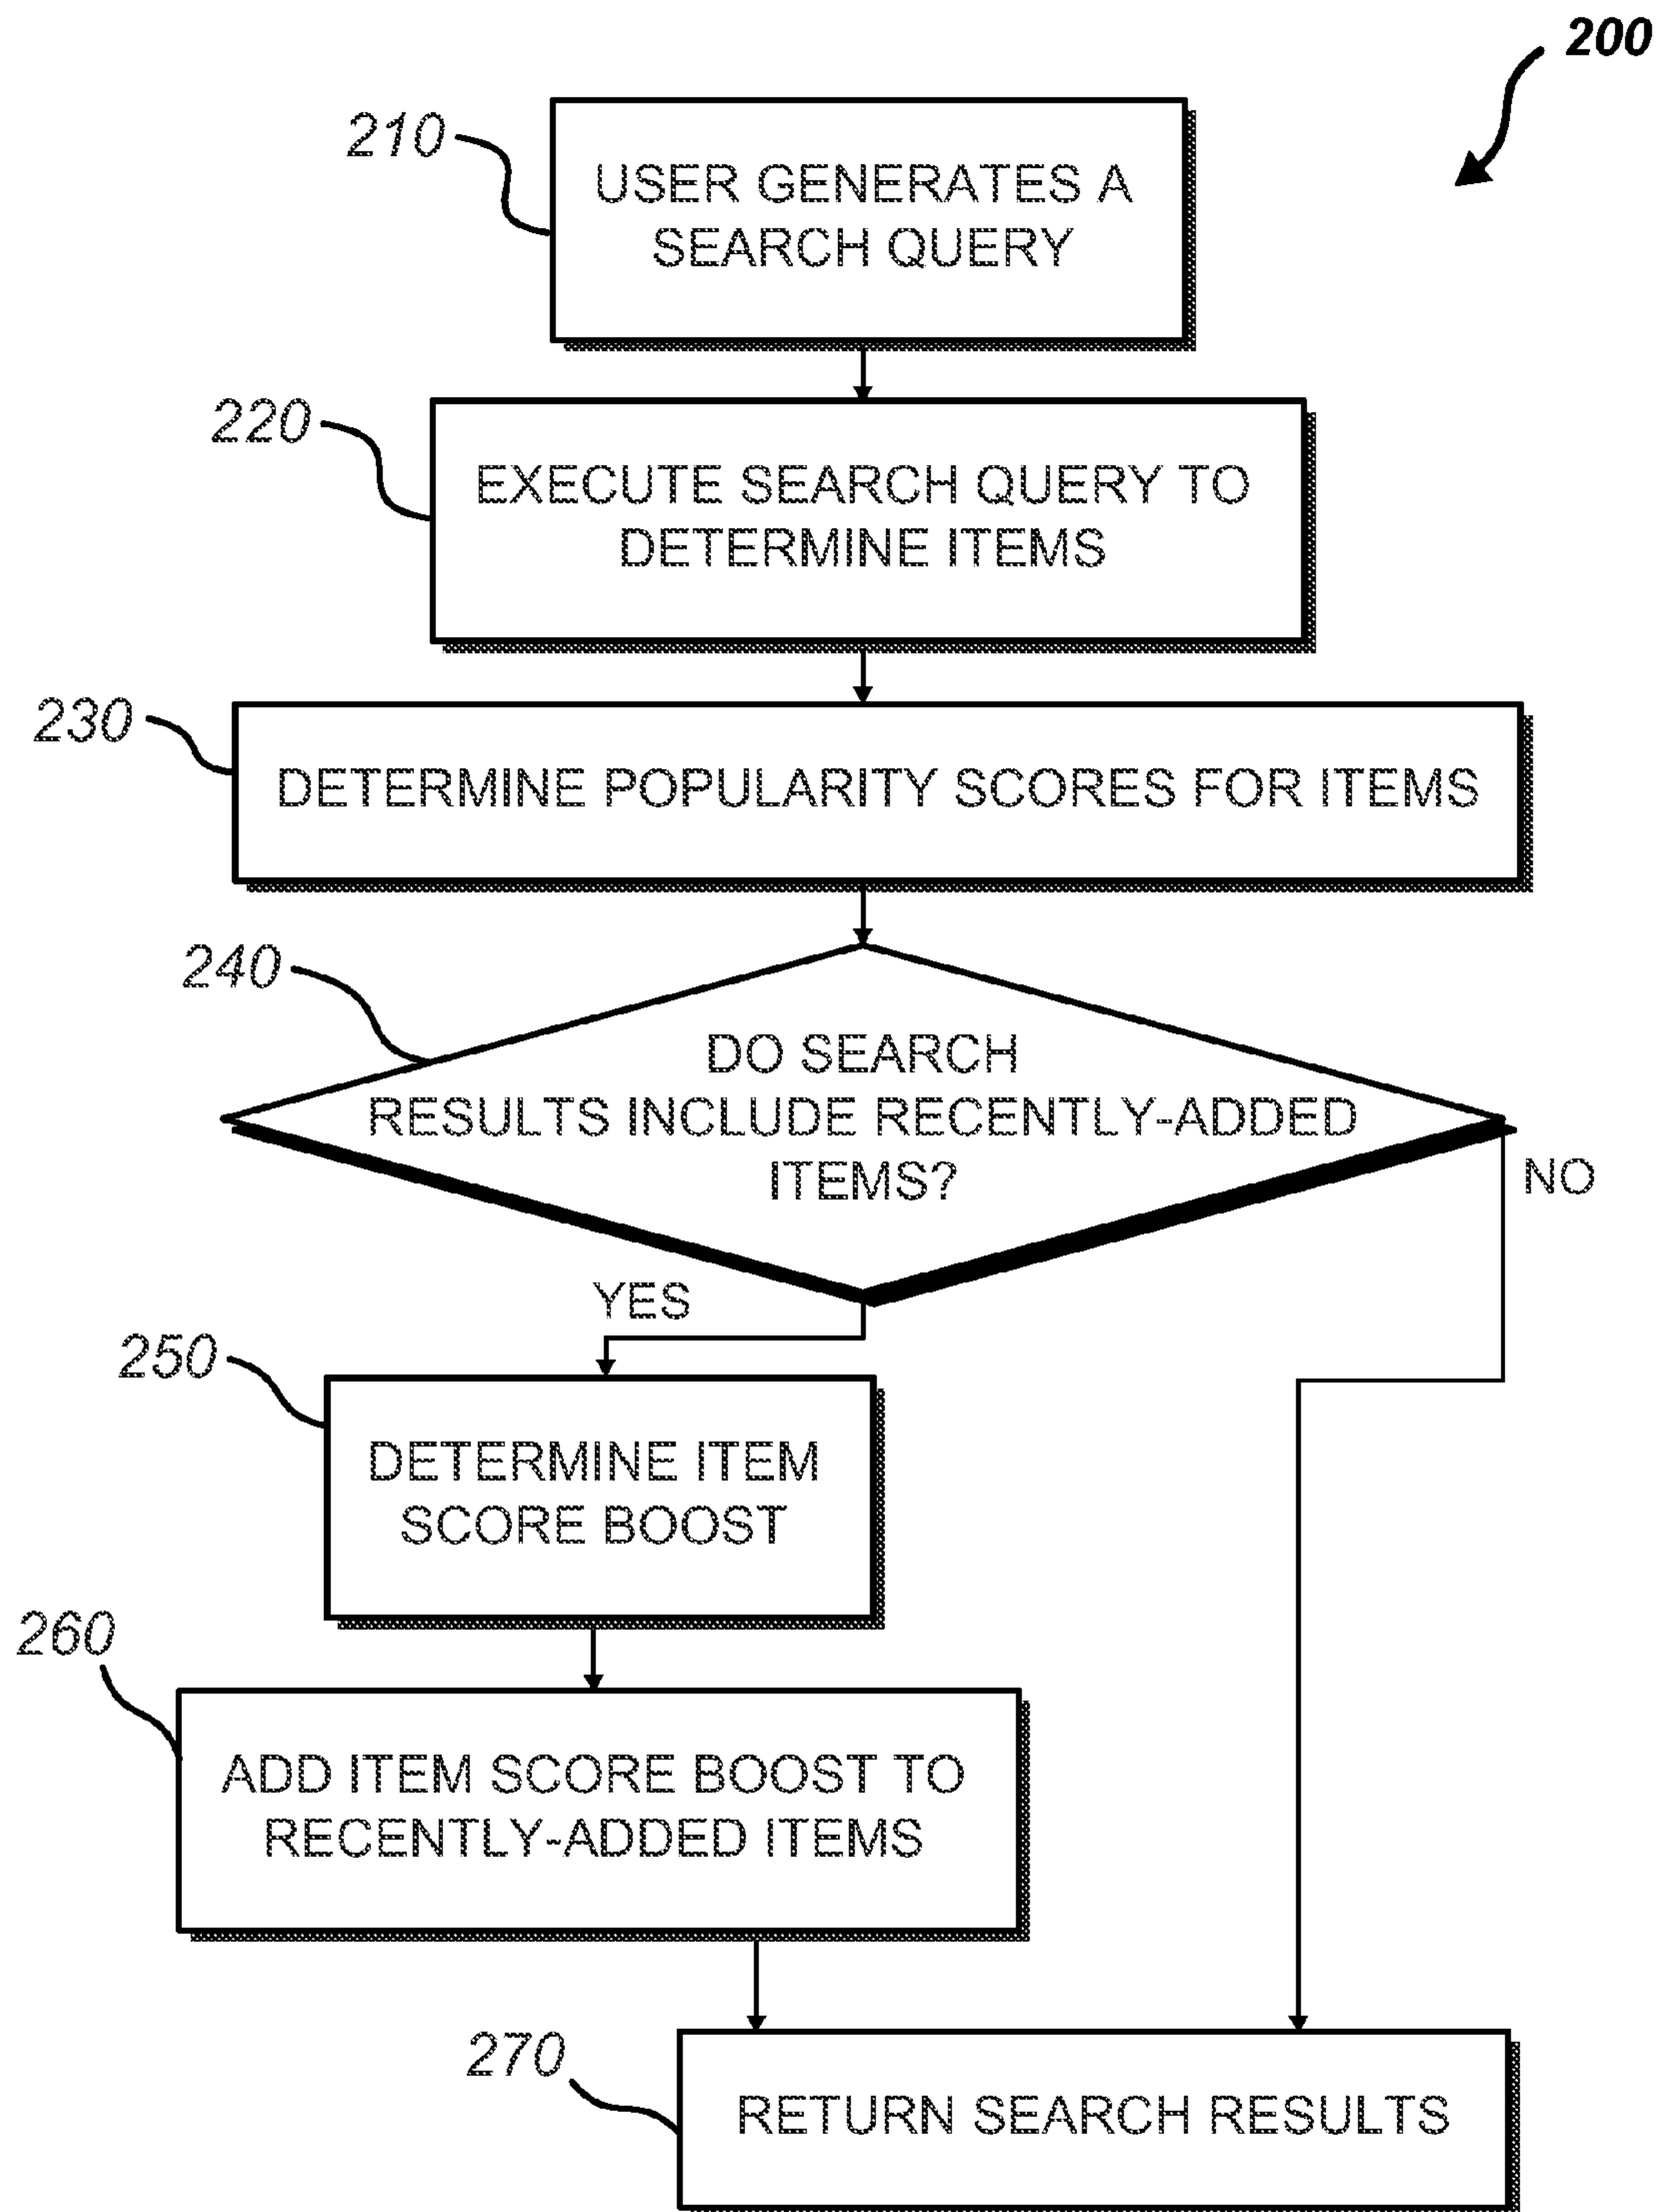 200
210
USER GENERATES A
SEARCH QUERY
220
EXECUTE SEARCH QUERY TO
DETERMINE ITEMS
230
DETERMINE POPULARITY SCORES FOR ITEMS
240
DO SEARCH
RESULTS INCLUDE RECENTLY-ADDED
ITEMS?
NO
YES
250
DETERMINE ITEM
SCORE BOOST
260
ADD ITEM SCORE BOOST TO
RECENTLY-ADDED ITEMS
270
RETURN SEARCH RESULTS